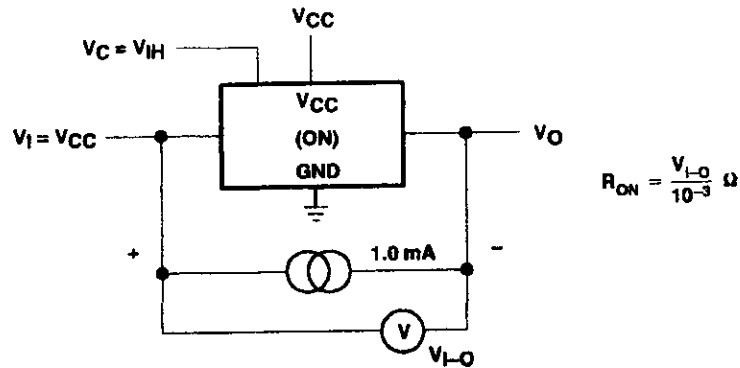 VCC
VC = VIH
VCC
VI = VCC
(ON)
VO
GND
RON = VI–O / 10–3 Ω
+
1.0 mA
–
V
VI–O